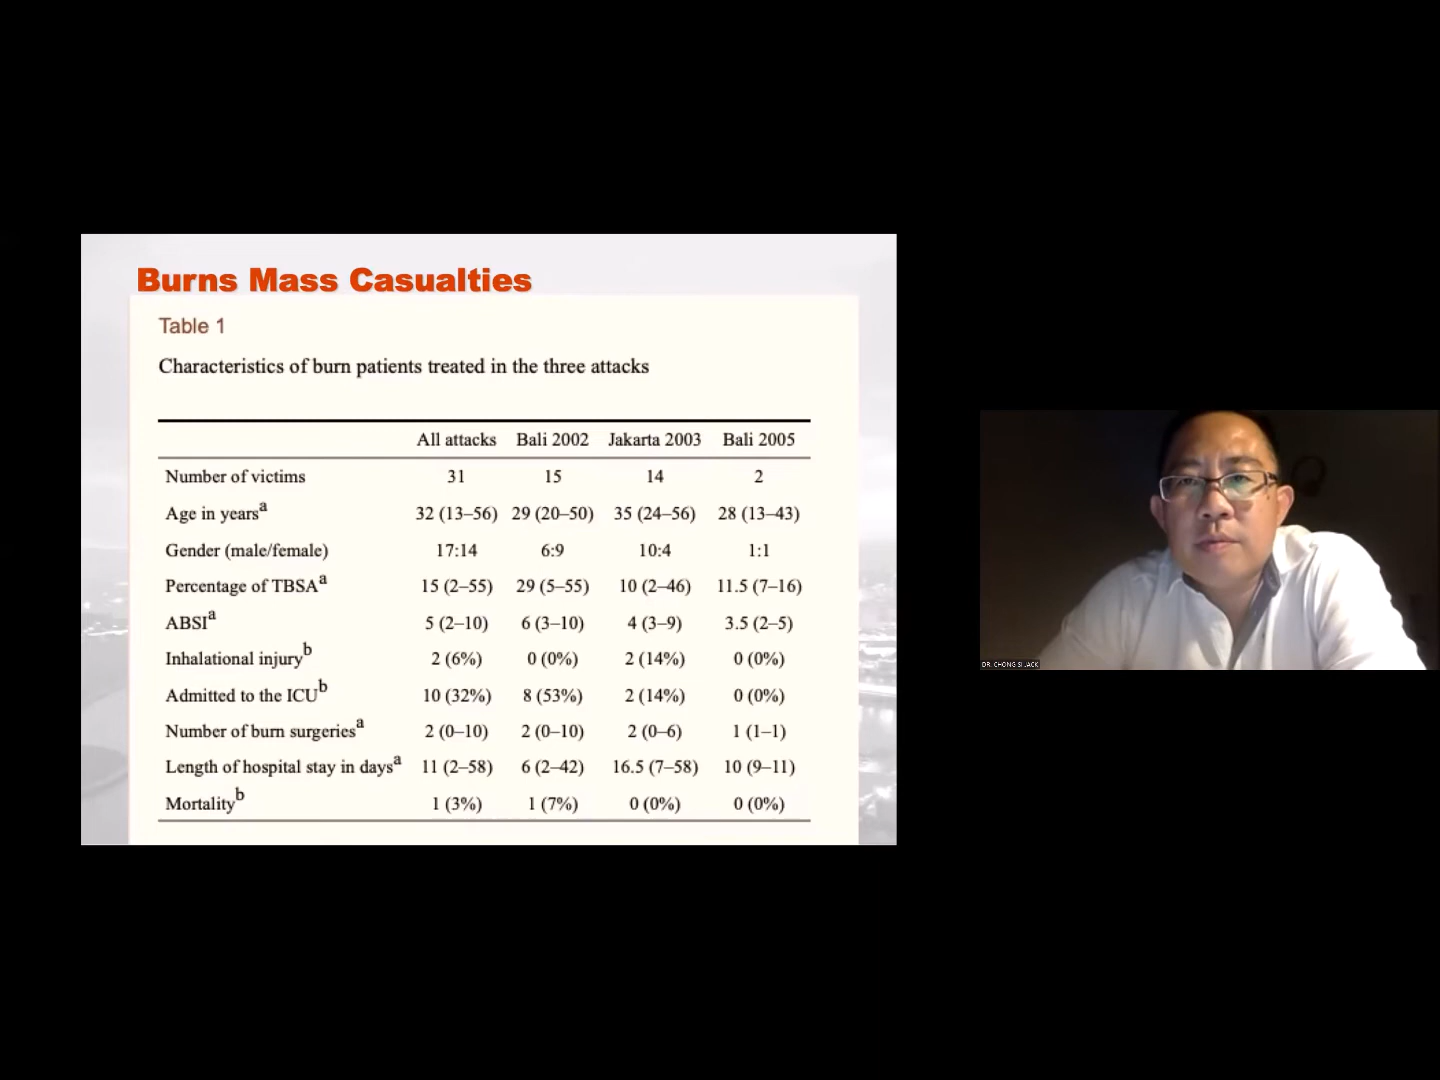 Burns Mass Casualties
Table 1
Characteristics of burn patients treated in the three attacks
All attacks Bali 2002 Jakarta 2003 Bali 2005
Number of victims 31 15 14 2
Age in yearsa 32 (13–56) 29 (20–50) 35 (24–56) 28 (13–43)
Gender (male/female) 17:14 6:9 10:4 1:1
Percentage of TBSAa 15 (2–55) 29 (5–55) 10 (2–46) 11.5 (7–16)
ABSIa 5 (2–10) 6 (3–10) 4 (3–9) 3.5 (2–5)
Inhalational injuryb 2 (6%) 0 (0%) 2 (14%) 0 (0%)
Admitted to the ICUb 10 (32%) 8 (53%) 2 (14%) 0 (0%)
Number of burn surgeriesa 2 (0–10) 2 (0–10) 2 (0–6) 1 (1–1)
Length of hospital stay in daysa 11 (2–58) 6 (2–42) 16.5 (7–58) 10 (9–11)
Mortalityb 1 (3%) 1 (7%) 0 (0%) 0 (0%)
DR. CHONG SI JACK